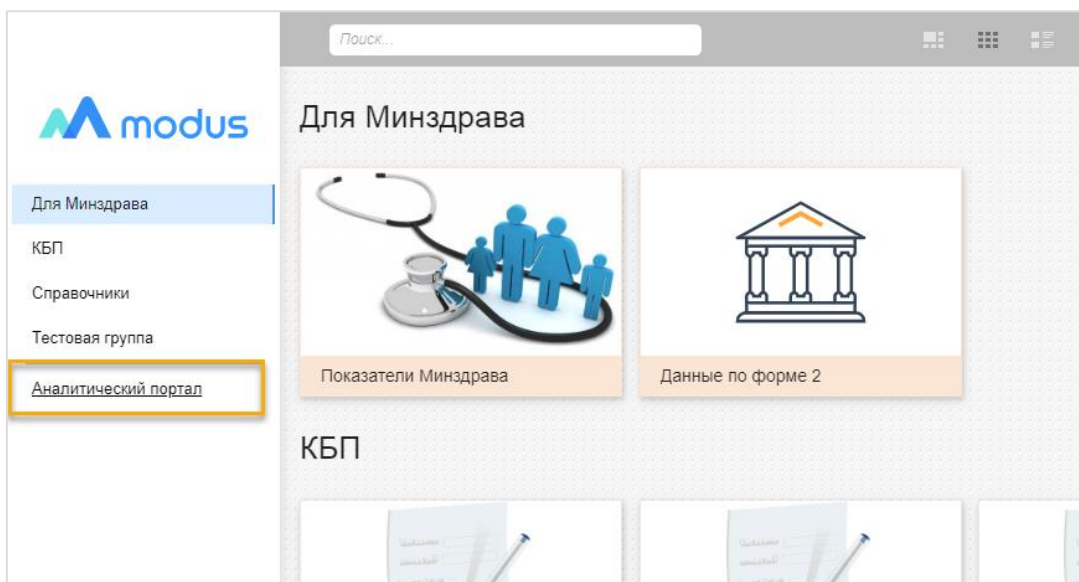 Поиск...
modus
Для Минздрава
КБП
Справочники
Тестовая группа
Аналитический портал
Для Минздрава
Показатели Минздрава
Данные по форме 2
КБП